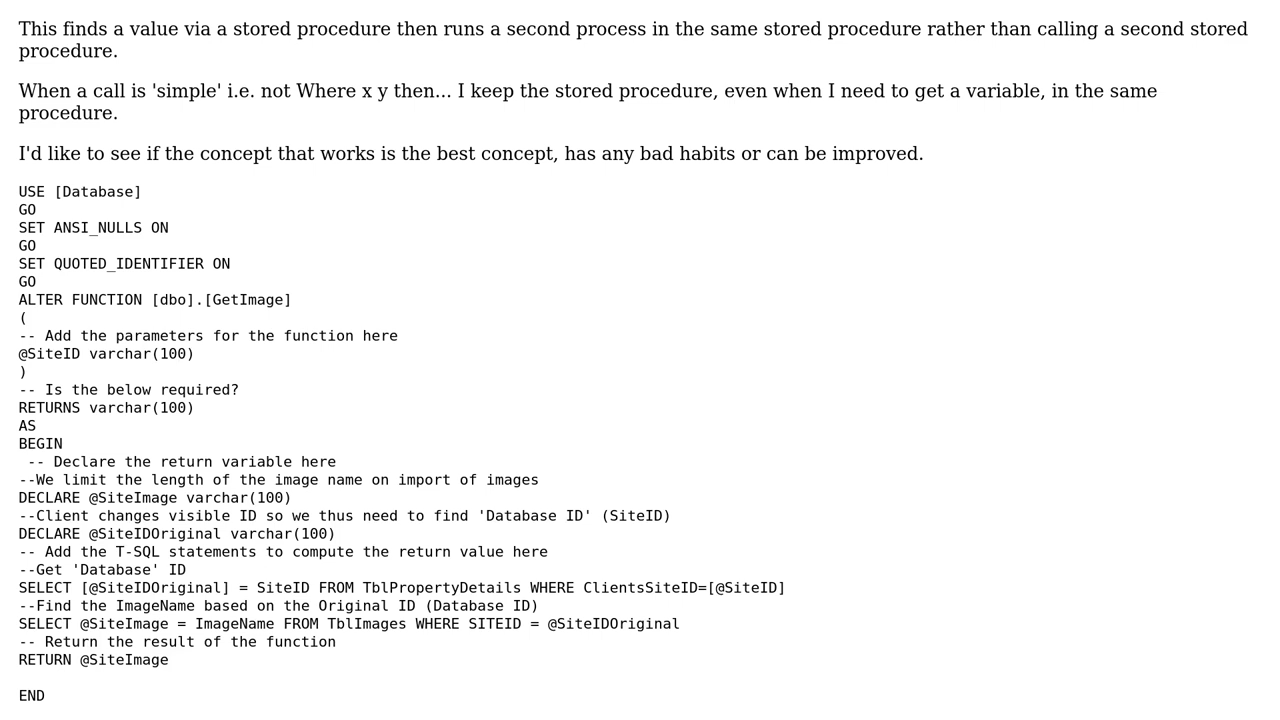 This finds a value via a stored procedure then runs a second process in the same stored procedure rather than calling a second stored
procedure.
When a call is 'simple' i.e. not Where x y then... I keep the stored procedure, even when I need to get a variable, in the same
procedure.
I'd like to see if the concept that works is the best concept, has any bad habits or can be improved.
USE [Database]
GO
SET ANSI_NULLS ON
GO
SET QUOTED_IDENTIFIER ON
GO
ALTER FUNCTION [dbo].[GetImage]
(
-- Add the parameters for the function here
@SiteID varchar(100)
)
-- Is the below required?
RETURNS varchar(100)
AS
BEGIN
 -- Declare the return variable here
--We limit the length of the image name on import of images
DECLARE @SiteImage varchar(100)
--Client changes visible ID so we thus need to find 'Database ID' (SiteID)
DECLARE @SiteIDOriginal varchar(100)
-- Add the T-SQL statements to compute the return value here
--Get 'Database' ID
SELECT [@SiteIDOriginal] = SiteID FROM TblPropertyDetails WHERE ClientsSiteID=[@SiteID]
--Find the ImageName based on the Original ID (Database ID)
SELECT @SiteImage = ImageName FROM TblImages WHERE SITEID = @SiteIDOriginal
-- Return the result of the function
RETURN @SiteImage
END